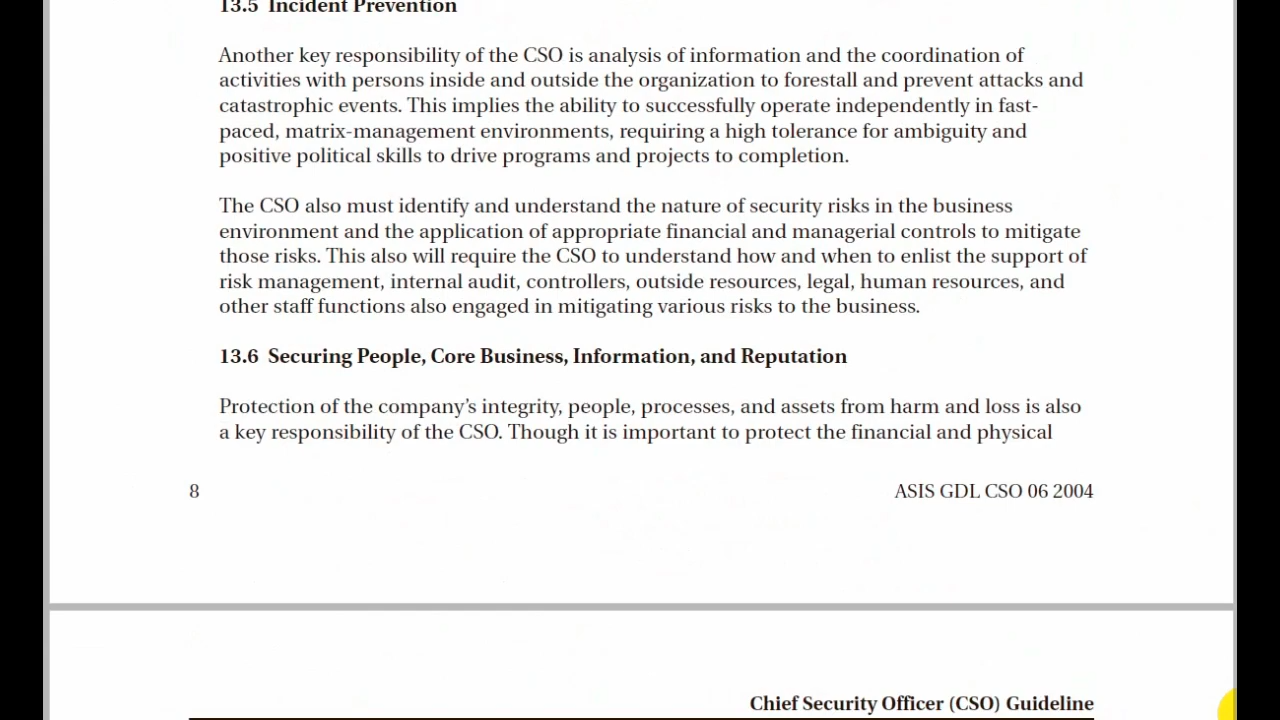 13.5 Incident Prevention
Another key responsibility of the CSO is analysis of information and the coordination of
activities with persons inside and outside the organization to forestall and prevent attacks and
catastrophic events. This implies the ability to successfully operate independently in fast-
paced, matrix-management environments, requiring a high tolerance for ambiguity and
positive political skills to drive programs and projects to completion.
The CSO also must identify and understand the nature of security risks in the business
environment and the application of appropriate financial and managerial controls to mitigate
those risks. This also will require the CSO to understand how and when to enlist the support of
risk management, internal audit, controllers, outside resources, legal, human resources, and
other staff functions also engaged in mitigating various risks to the business.
13.6 Securing People, Core Business, Information, and Reputation
Protection of the company's integrity, people, processes, and assets from harm and loss is also
a key responsibility of the CSO. Though it is important to protect the financial and physical
8 ASIS GDL CSO 06 2004
Chief Security Officer (CSO) Guideline